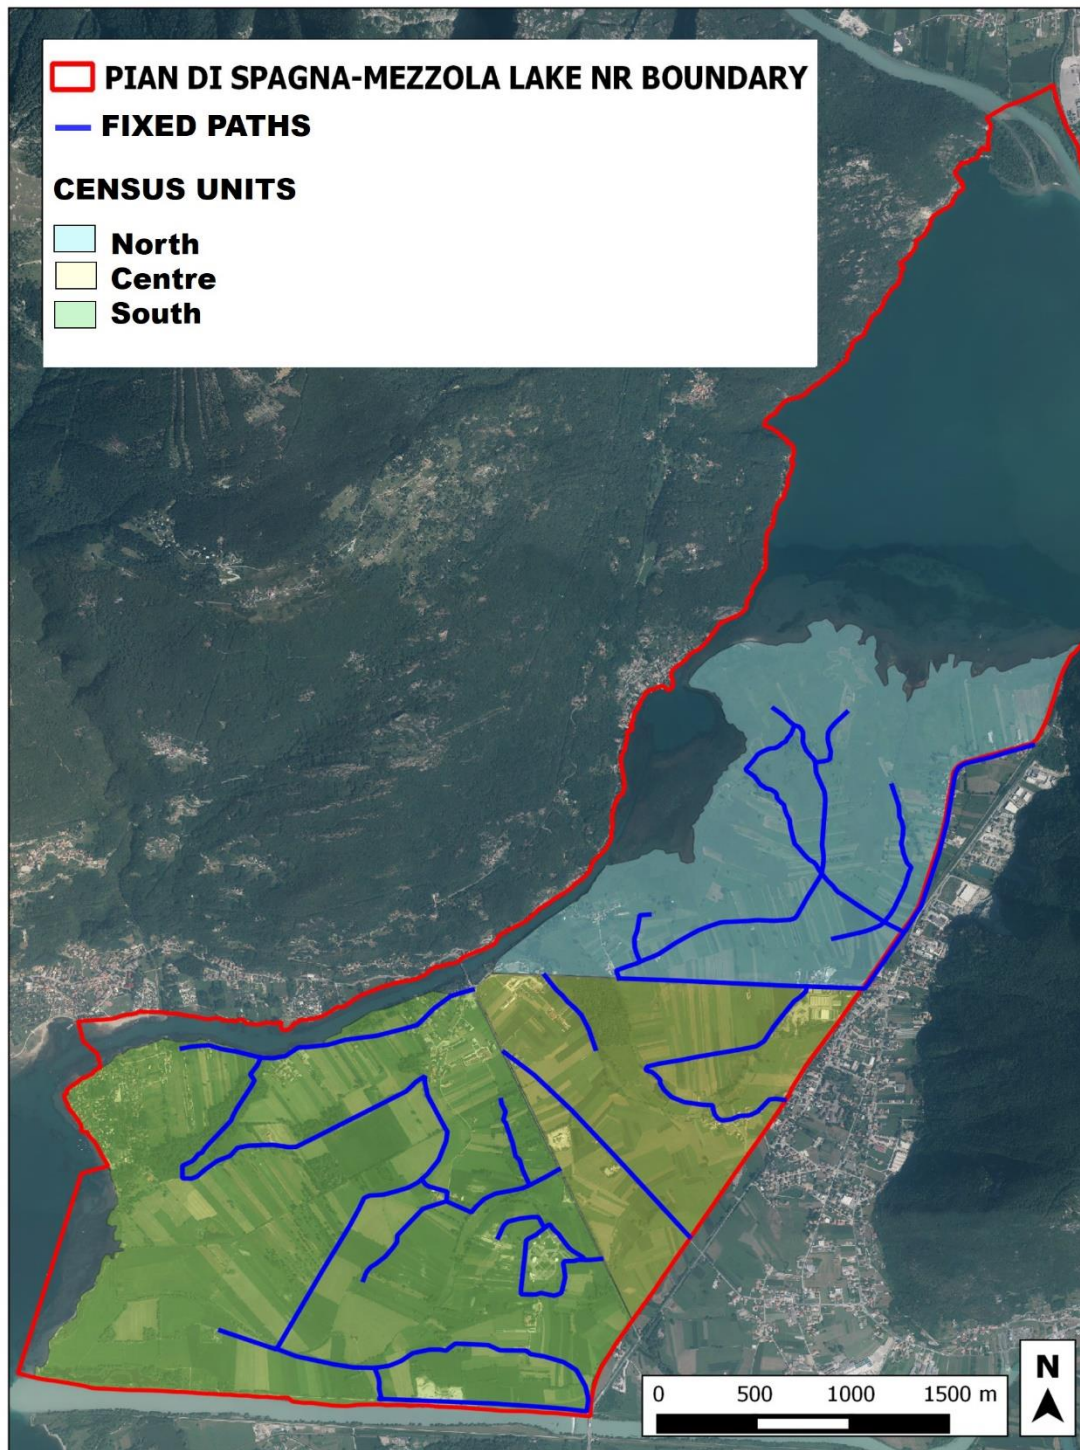 PIAN DI SPAGNA-MEZZOLA LAKE NR BOUNDARY
FIXED PATHS
CENSUS UNITS
North
Centre
South
N
0 500 1000 1500 m